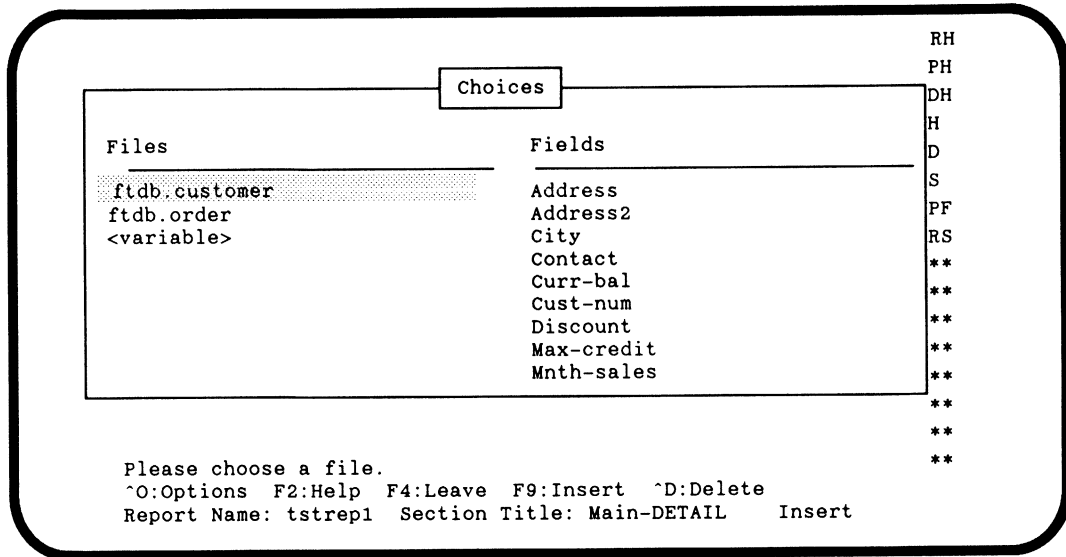 RH
PH
Choices
DH
H
Files Fields
D
ftdb.customer Address S
ftdb.order Address2 PF
<variable> City RS
Contact **
Curr-bal **
Cust-num
Discount **
Max-credit **
Mnth-sales **
**
**
Please choose a file. **
^O:Options F2:Help F4:Leave F9:Insert ^D:Delete
Report Name: tstrep1 Section Title: Main-DETAIL Insert